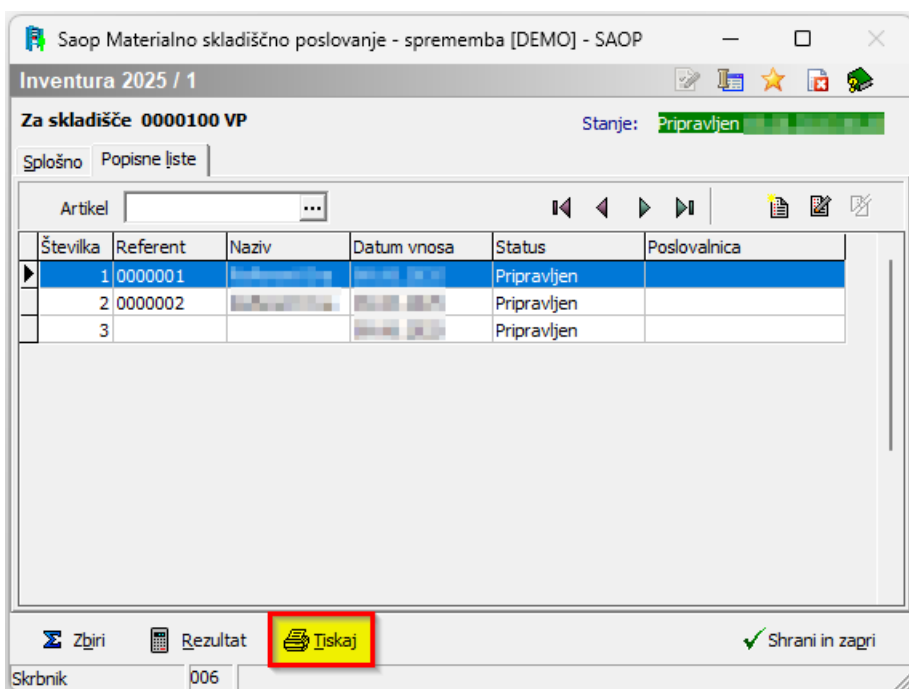 Saop Materialno skladiščno poslovanje - sprememba [DEMO] - SAOP
Inventura 2025 / 1
Za skladišče 0000100 VP
Stanje: Pripravljen
Splošno Popisne liste
Artikel ...
Številka Referent Naziv Datum vnosa Status Poslovalnica
1 0000001 Pripravljen
2 0000002 Pripravljen
3 Pripravljen
Zbiri Rezultat Tiskaj Shrani in zapri
Skrbnik 006